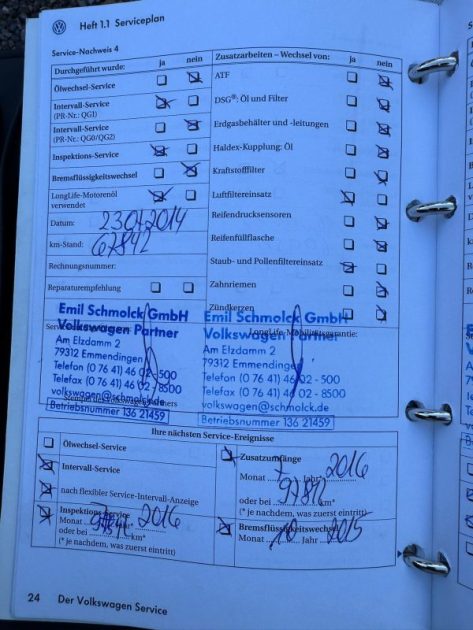 Heft 1.1 Serviceplan
Service-Nachweis 4
Durchgeführt wurde: ja nein
Ölwechsel-Service
Intervall-Service
(PR-Nr.: QG1)
Intervall-Service
(PR-Nr.: QG0/QG2)
Inspektions-Service
Bremsflüssigkeitswechsel
LongLife-Motorenöl
verwendet
Datum: 23.07.2014
km-Stand: 67842
Rechnungsnummer:
Reparaturempfehlung
Zusatzarbeiten – Wechsel von: ja nein
ATF
DSG®: Öl und Filter
Erdgasbehälter und -leitungen
Haldex-Kupplung: Öl
Kraftstofffilter
Luftfiltereinsatz
Reifendrucksensoren
Reifenfüllflasche
Staub- und Pollenfiltereinsatz
Zahnriemen
Zündkerzen
Emil Schmolck GmbH
Volkswagen Partner
Am Elzdamm 2
79312 Emmendingen
Telefon (0 76 41) 46 02 - 500
Telefax (0 76 41) 46 02 - 8500
volkswagen@schmolck.de
Betriebsnummer 136 21459
Emil Schmolck GmbH
Volkswagen Partner
LongLife-Mobilitätsgarantie:
Am Elzdamm 2
79312 Emmendingen
Telefon (0 76 41) 46 02 - 500
Telefax (0 76 41) 46 02 - 8500
volkswagen@schmolck.de
Betriebsnummer 136 21459
Ihre nächsten Service-Ereignisse
Ölwechsel-Service
Intervall-Service
nach flexibler Service-Intervall-Anzeige
Inspektions-Service
Monat Jahr 2016
oder bei km*
(* je nachdem, was zuerst eintritt)
Zusatzumfänge
Monat 7 Jahr 2016
oder bei km*
(* je nachdem, was zuerst eintritt)
Bremsflüssigkeitswechsel
Monat 10 Jahr 2015
24 Der Volkswagen Service